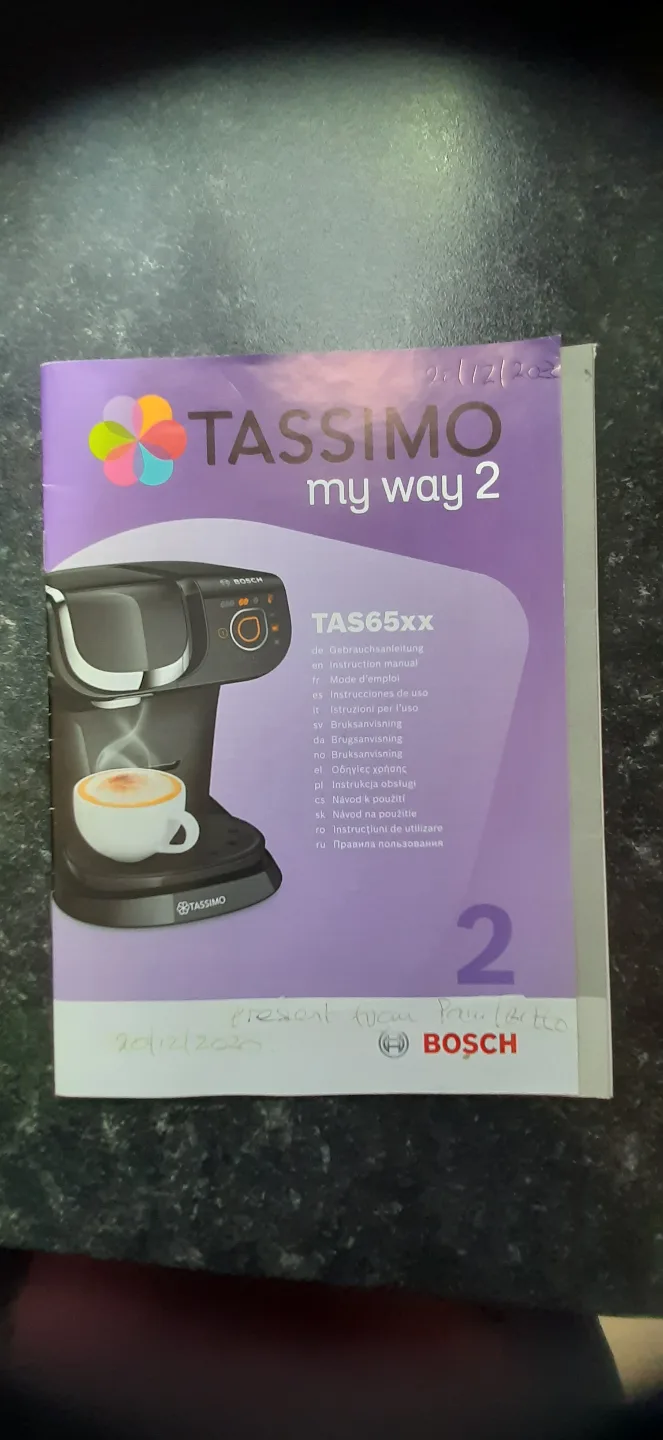 20/12/202
TASSIMO
my way 2
BOSCH
TAS65xx
de Gebrauchsanleitung
en Instruction manual
fr Mode d'emploi
es Instrucciones de uso
it Istruzioni per l'uso
sv Bruksanvisning
da Brugsanvisning
no Bruksanvisning
el Οδηγίες χρήσης
pl Instrukcja obsługi
cs Návod k použití
sk Návod na použitie
ro Instrucţiuni de utilizare
ru Правила пользования
TASSIMO
2
present from
20/12/2020
BOSCH